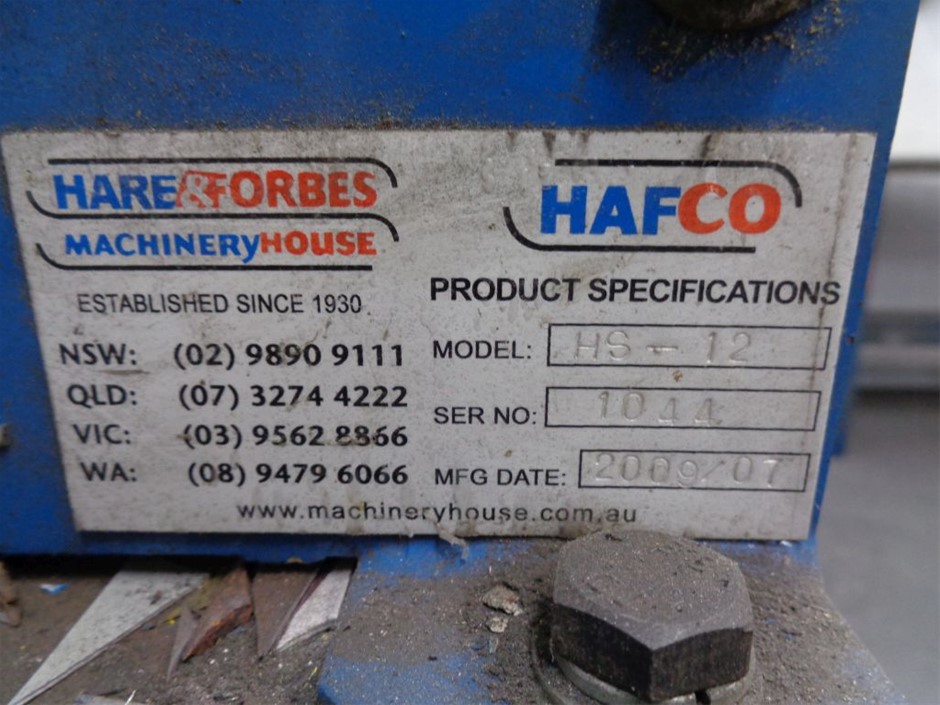 HARE & FORBES
MACHINERYHOUSE
ESTABLISHED SINCE 1930
NSW: (02) 9890 9111
QLD: (07) 3274 4222
VIC: (03) 9562 8866
WA: (08) 9479 6066
HAFCO
PRODUCT SPECIFICATIONS
MODEL: HS - 12
SER NO: 1044
MFG DATE: 2009/07
www.machineryhouse.com.au